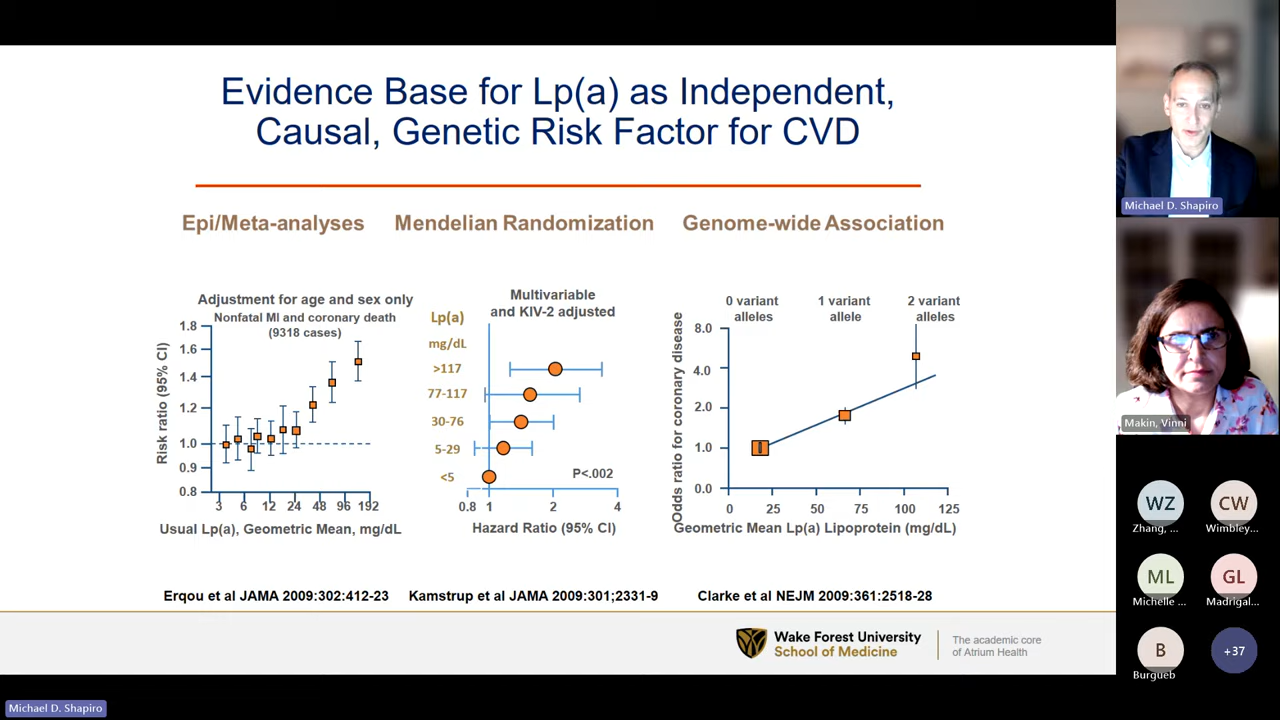 Evidence Base for Lp(a) as Independent,
Causal, Genetic Risk Factor for CVD
Epi/Meta-analyses
Mendelian Randomization
Genome-wide Association
Adjustment for age and sex only
Nonfatal MI and coronary death
(9318 cases)
Risk ratio (95% CI)
1.8
1.6
1.4
1.2
1.0
0.9
0.8
3 6 12 24 48 96 192
Usual Lp(a), Geometric Mean, mg/dL
Multivariable
and KIV-2 adjusted
Lp(a)
mg/dL
>117
77-117
30-76
5-29
<5
P<.002
0.8 1 2 4
Hazard Ratio (95% CI)
0 variant
alleles
1 variant
allele
2 variant
alleles
Odds ratio for coronary disease
8.0
4.0
2.0
1.0
0.0
0 25 50 75 100 125
Geometric Mean Lp(a) Lipoprotein (mg/dL)
Erqou et al JAMA 2009:302:412-23
Kamstrup et al JAMA 2009:301;2331-9
Clarke et al NEJM 2009:361:2518-28
Wake Forest University
School of Medicine
The academic core
of Atrium Health
Michael D. Shapiro
Makin, Vinni
WZ
Zhang, ...
CW
Wimbley...
ML
Michelle ...
GL
Madrigal...
B
Burgueb
+37
Michael D. Shapiro